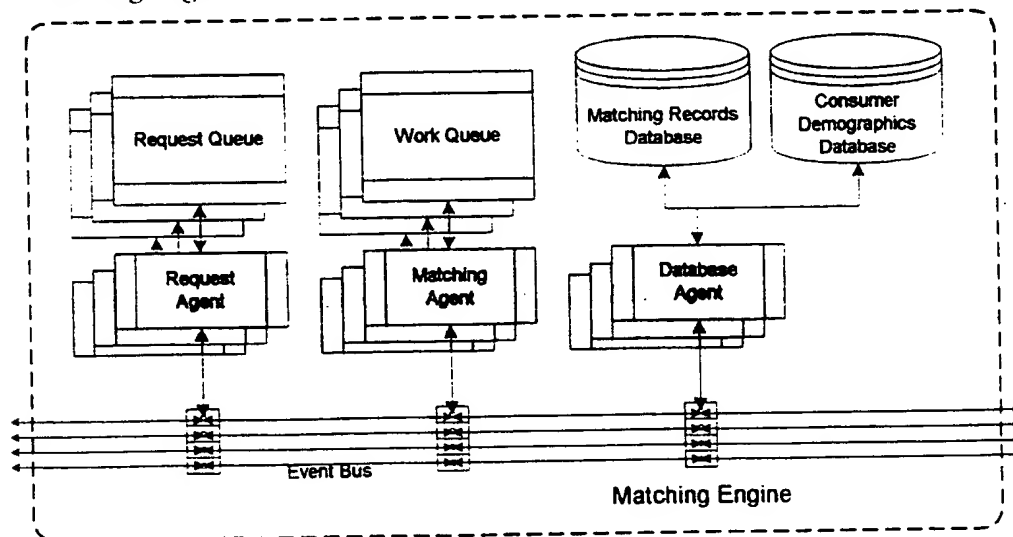 Request Queue
Work Queue
Matching Records
Database
Consumer
Demographics
Database
Request
Agent
Matching
Agent
Database
Agent
Event Bus
Matching Engine